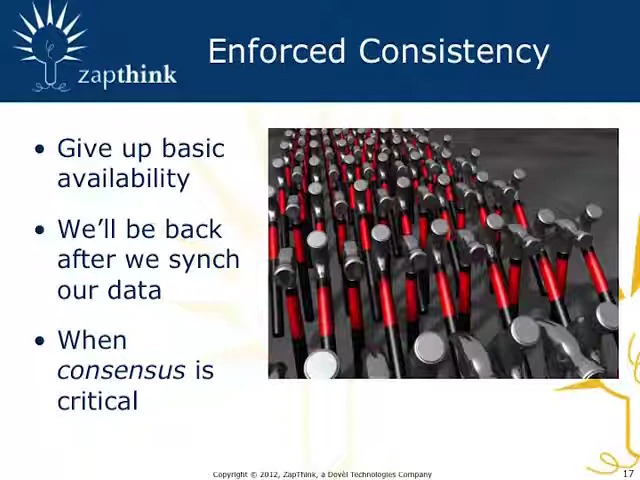 zapthink
Enforced Consistency
• Give up basic
availability
• We'll be back
after we synch
our data
• When
consensus is
critical
Copyright © 2012, ZapThink, a Dovèl Technologies Company
17